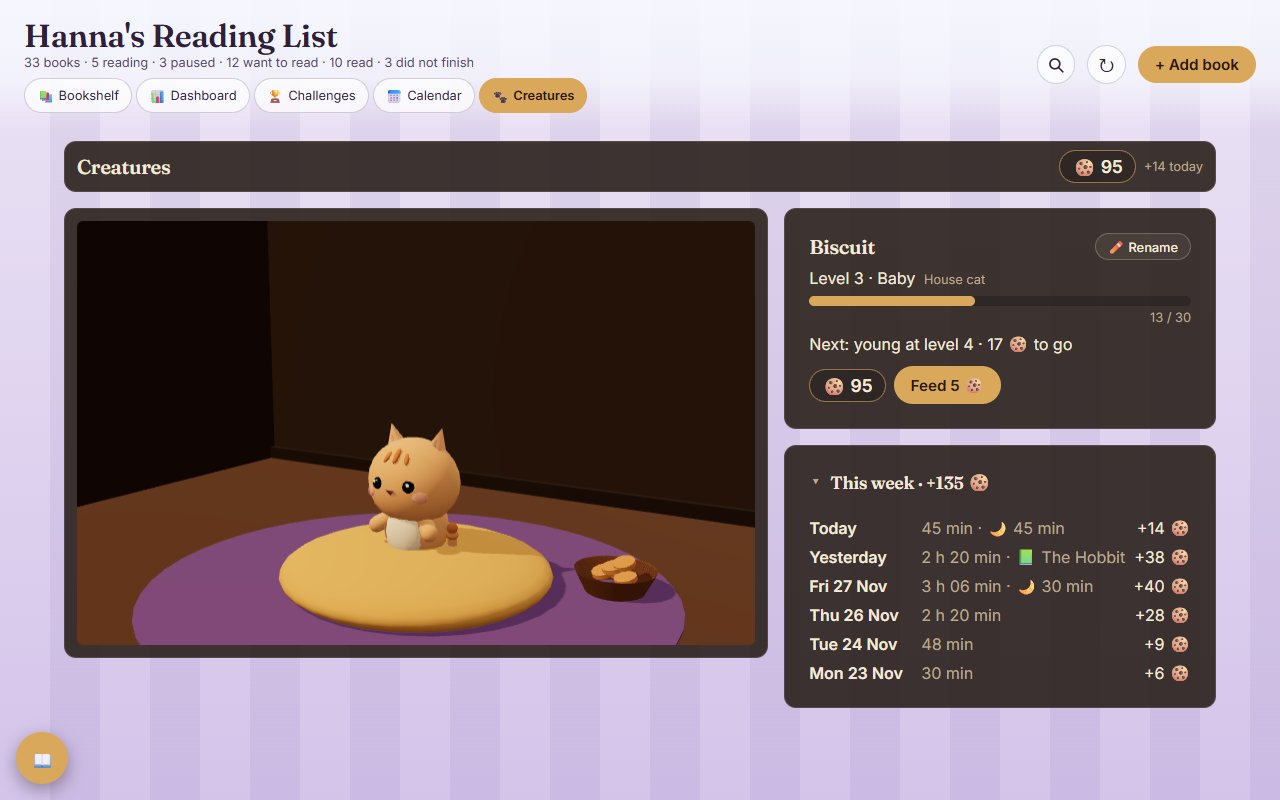 Hanna's Reading List
33 books · 5 reading · 3 paused · 12 want to read · 10 read · 3 did not finish
Bookshelf
Dashboard
Challenges
Calendar
Creatures
+ Add book
Creatures
95
+14 today
Biscuit
Rename
Level 3 · Baby House cat
13 / 30
Next: young at level 4 · 17 to go
95
Feed 5
This week · +135
Today 45 min · 45 min +14
Yesterday 2 h 20 min · The Hobbit +38
Fri 27 Nov 3 h 06 min · 30 min +40
Thu 26 Nov 2 h 20 min +28
Tue 24 Nov 48 min +9
Mon 23 Nov 30 min +6